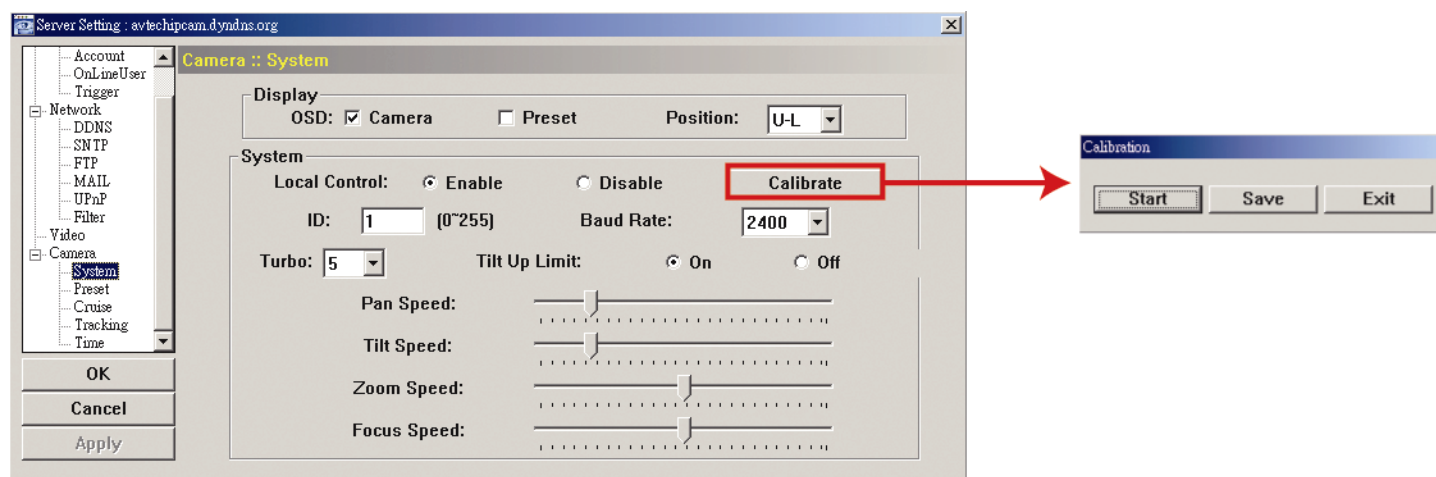 Server Setting : avtechipcam.dyndns.org
Account
OnLineUser
Trigger
Network
DDNS
SNTP
FTP
MAIL
UPnP
Filter
Video
Camera
System
Preset
Cruise
Tracking
Time
OK
Cancel
Apply
Camera :: System
Display
OSD: Camera Preset Position: U-L
System
Local Control: Enable Disable Calibrate
ID: 1 (0~255) Baud Rate: 2400
Turbo: 5 Tilt Up Limit: On Off
Pan Speed:
Tilt Speed:
Zoom Speed:
Focus Speed:
Calibration
Start Save Exit